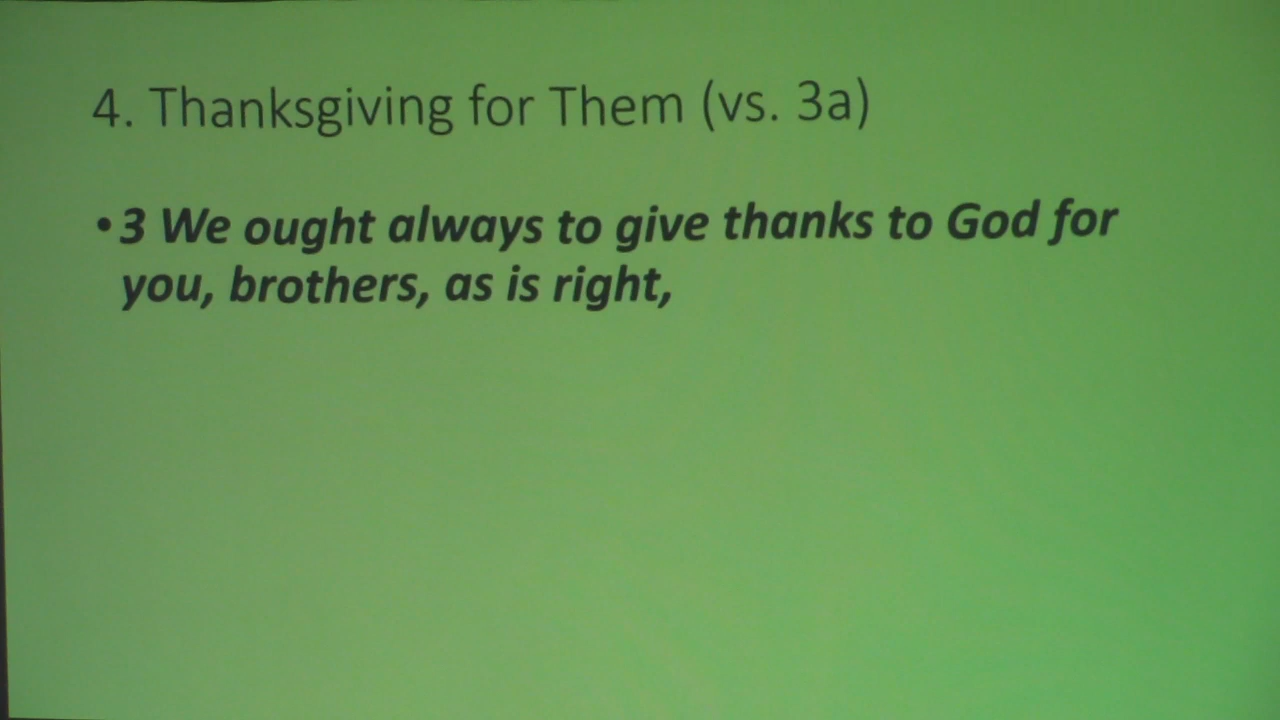 4. Thanksgiving for Them (vs. 3a)
• 3 We ought always to give thanks to God for
you, brothers, as is right,